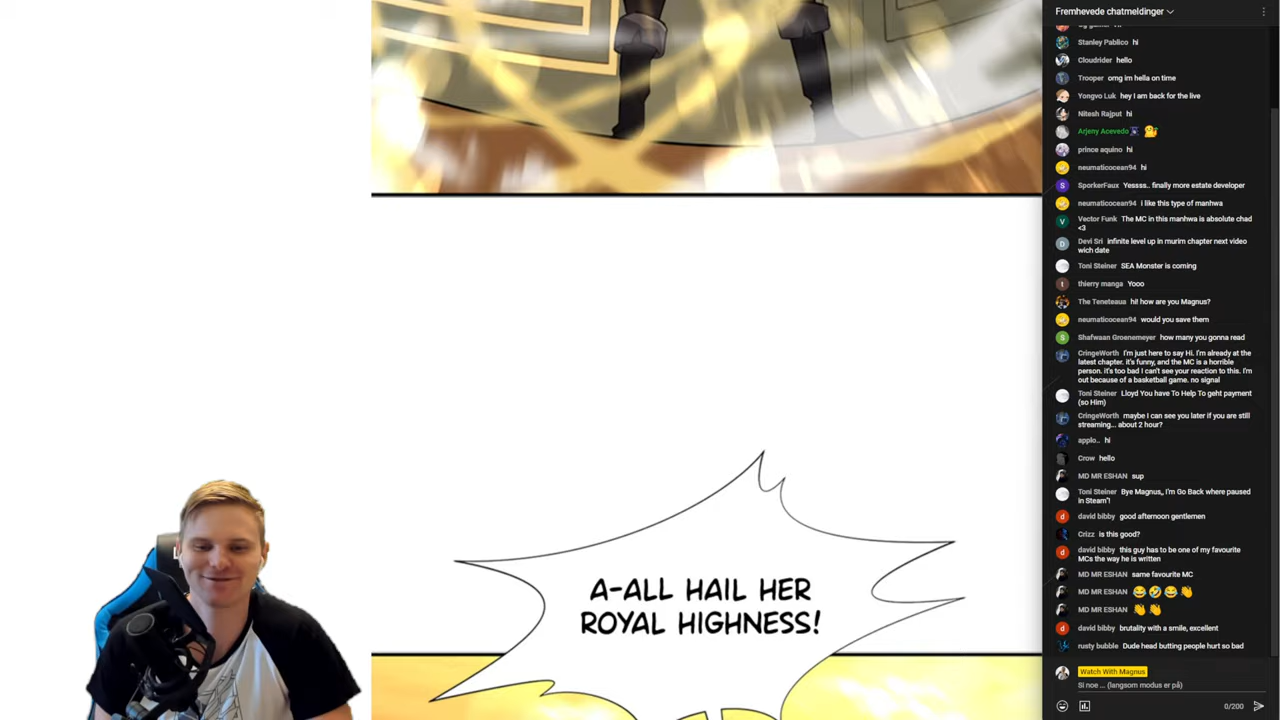 Fremhevede chatmeldinger
Stanley Pablico hi
Cloudrider hello
Trooper omg im hella on time
Yongvo Luk hey I am back for the live
Nitesh Rajput hi
Arjeny Acevedo
prince aquino hi
neumaticocean94 hi
S SporkerFaux Yessss.. finally more estate developer
neumaticocean94 i like this type of manhwa
V Vector Funk The MC in this manhwa is absolute chad
<3
Devi Sri infinite level up in murim chapter next video
wich date
Toni Steiner SEA Monster is coming
t thierry manga Yooo
The Teneteaua hi! how are you Magnus?
neumaticocean94 would you save them
S Shafwaan Groenemeyer how many you gonna read
CringeWorth I'm just here to say Hi. I'm already at the
latest chapter. it's funny, and the MC is a horrible
person. it's too bad I can't see your reaction to this. I'm
out because of a basketball game. no signal
Toni Steiner Lloyd You have To Help To geht payment
(so Him)
CringeWorth maybe I can see you later if you are still
streaming... about 2 hour?
applo.. hi
Crow hello
MD MR ESHAN sup
Toni Steiner Bye Magnus,, I'm Go Back where paused
in Steam"!
d david bibby good afternoon gentlemen
Crizz is this good?
d david bibby this guy has to be one of my favourite
MCs the way he is written
MD MR ESHAN same favourite MC
MD MR ESHAN 😂🤣😂👏
MD MR ESHAN 👏👏
d david bibby brutality with a smile, excellent
rusty bubble Dude head butting people hurt so bad
Watch With Magnus
Si noe ... (langsom modus er på)
0/200
A-ALL HAIL HER
ROYAL HIGHNESS!